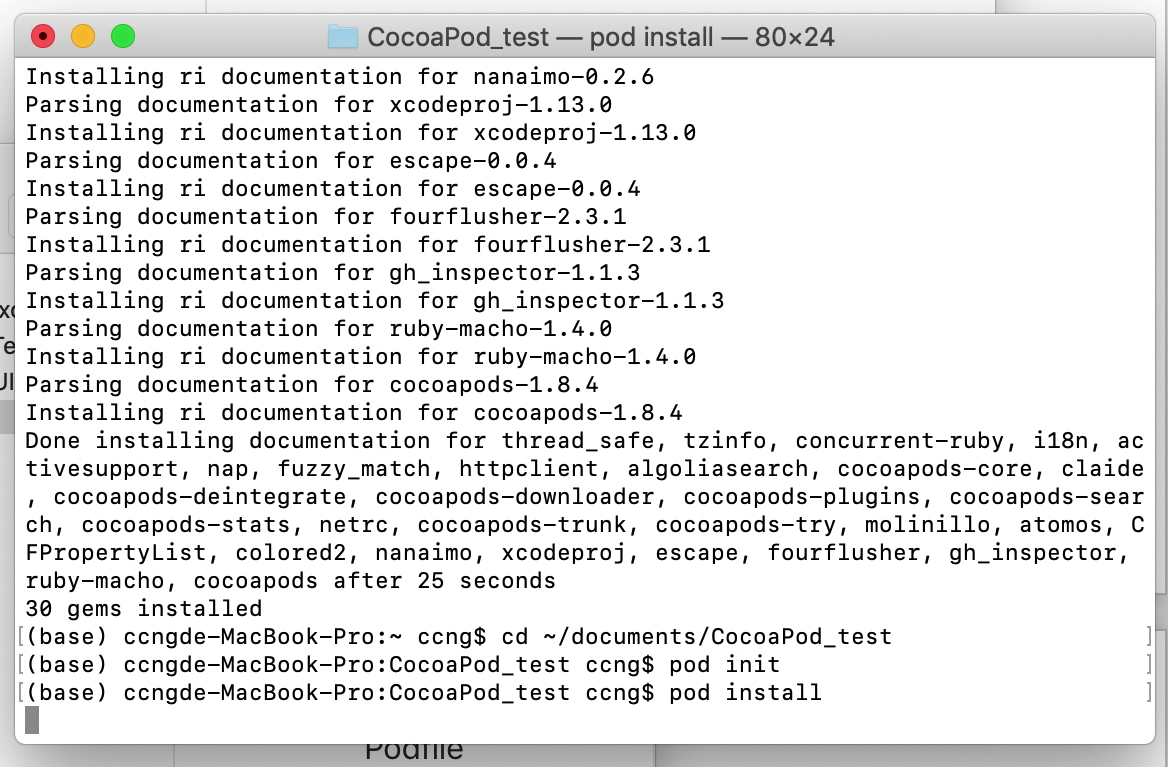 CocoaPod_test — pod install — 80×24
Installing ri documentation for nanaimo-0.2.6
Parsing documentation for xcodeproj-1.13.0
Installing ri documentation for xcodeproj-1.13.0
Parsing documentation for escape-0.0.4
Installing ri documentation for escape-0.0.4
Parsing documentation for fourflusher-2.3.1
Installing ri documentation for fourflusher-2.3.1
Parsing documentation for gh_inspector-1.1.3
Installing ri documentation for gh_inspector-1.1.3
Parsing documentation for ruby-macho-1.4.0
Installing ri documentation for ruby-macho-1.4.0
Parsing documentation for cocoapods-1.8.4
Installing ri documentation for cocoapods-1.8.4
Done installing documentation for thread_safe, tzinfo, concurrent-ruby, i18n, ac
tivesupport, nap, fuzzy_match, httpclient, algoliasearch, cocoapods-core, claide
, cocoapods-deintegrate, cocoapods-downloader, cocoapods-plugins, cocoapods-sear
ch, cocoapods-stats, netrc, cocoapods-trunk, cocoapods-try, molinillo, atomos, C
FPropertyList, colored2, nanaimo, xcodeproj, escape, fourflusher, gh_inspector,
ruby-macho, cocoapods after 25 seconds
30 gems installed
[(base) ccngde-MacBook-Pro:~ ccng$ cd ~/documents/CocoaPod_test ]
[(base) ccngde-MacBook-Pro:CocoaPod_test ccng$ pod init ]
[(base) ccngde-MacBook-Pro:CocoaPod_test ccng$ pod install ]
Podfile